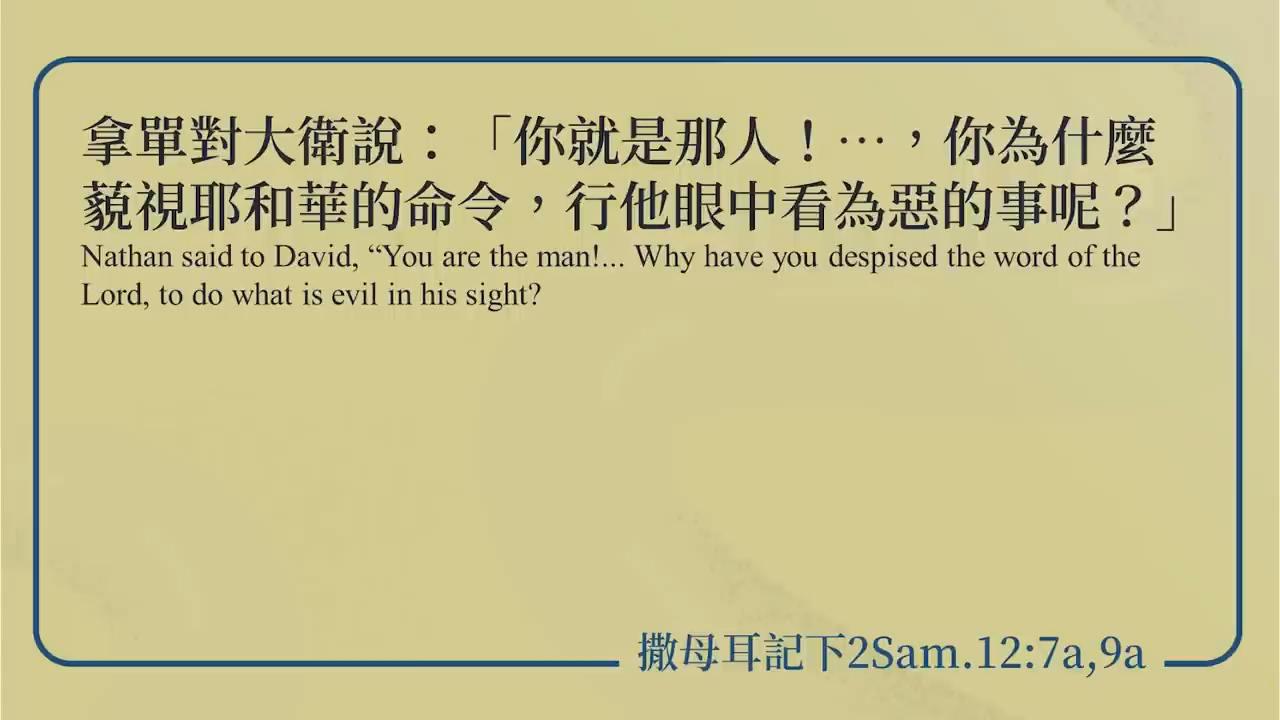 拿單對大衛說：「你就是那人！…，你為什麼
藐視耶和華的命令，行他眼中看為惡的事呢？」
Nathan said to David, “You are the man!... Why have you despised the word of the
Lord, to do what is evil in his sight?
撒母耳記下2Sam.12:7a,9a